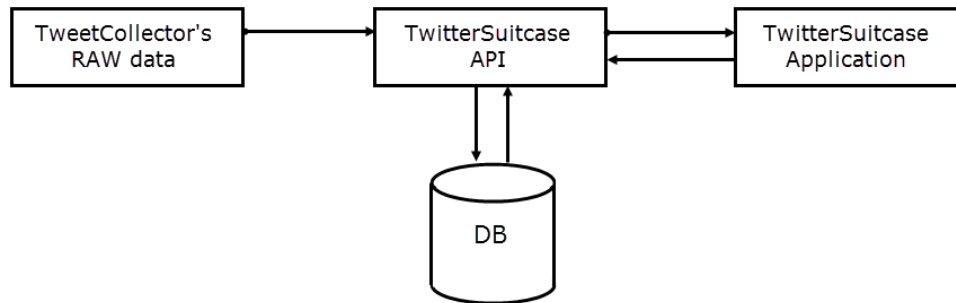 TweetCollector's
RAW data
TwitterSuitcase
API
TwitterSuitcase
Application
DB